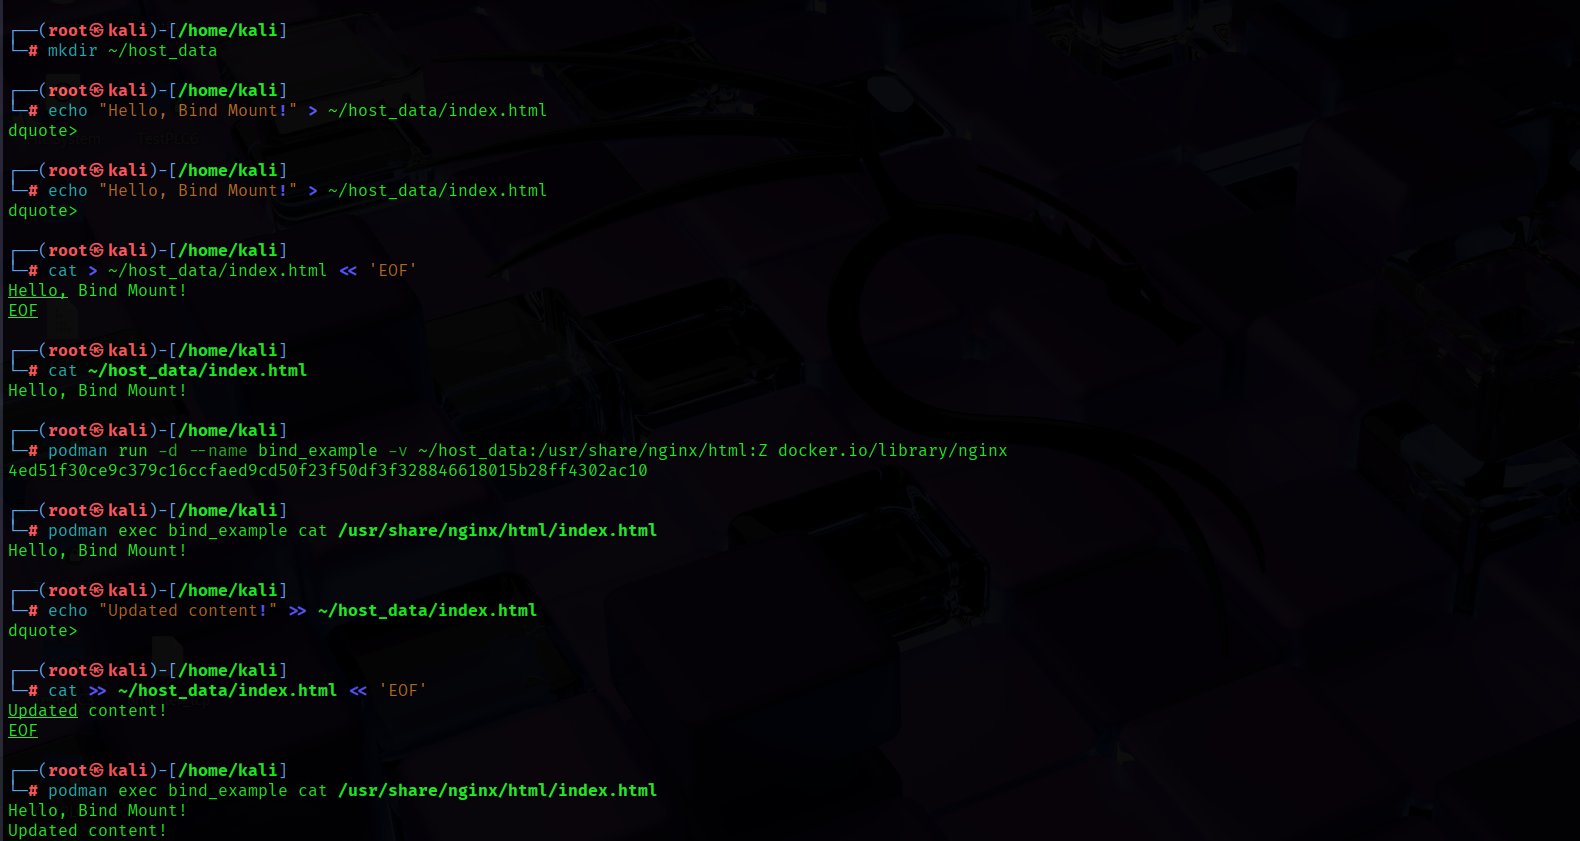 ┌──(root㉿kali)-[/home/kali]
└─# mkdir ~/host_data
┌──(root㉿kali)-[/home/kali]
└─# echo "Hello, Bind Mount!" > ~/host_data/index.html
dquote>
┌──(root㉿kali)-[/home/kali]
└─# echo "Hello, Bind Mount!" > ~/host_data/index.html
dquote>
┌──(root㉿kali)-[/home/kali]
└─# cat > ~/host_data/index.html << 'EOF'
Hello, Bind Mount!
EOF
┌──(root㉿kali)-[/home/kali]
└─# cat ~/host_data/index.html
Hello, Bind Mount!
┌──(root㉿kali)-[/home/kali]
└─# podman run -d --name bind_example -v ~/host_data:/usr/share/nginx/html:Z docker.io/library/nginx
4ed51f30ce9c379c16ccfaed9cd50f23f50df3f328846618015b28ff4302ac10
┌──(root㉿kali)-[/home/kali]
└─# podman exec bind_example cat /usr/share/nginx/html/index.html
Hello, Bind Mount!
┌──(root㉿kali)-[/home/kali]
└─# echo "Updated content!" >> ~/host_data/index.html
dquote>
┌──(root㉿kali)-[/home/kali]
└─# cat >> ~/host_data/index.html << 'EOF'
Updated content!
EOF
┌──(root㉿kali)-[/home/kali]
└─# podman exec bind_example cat /usr/share/nginx/html/index.html
Hello, Bind Mount!
Updated content!